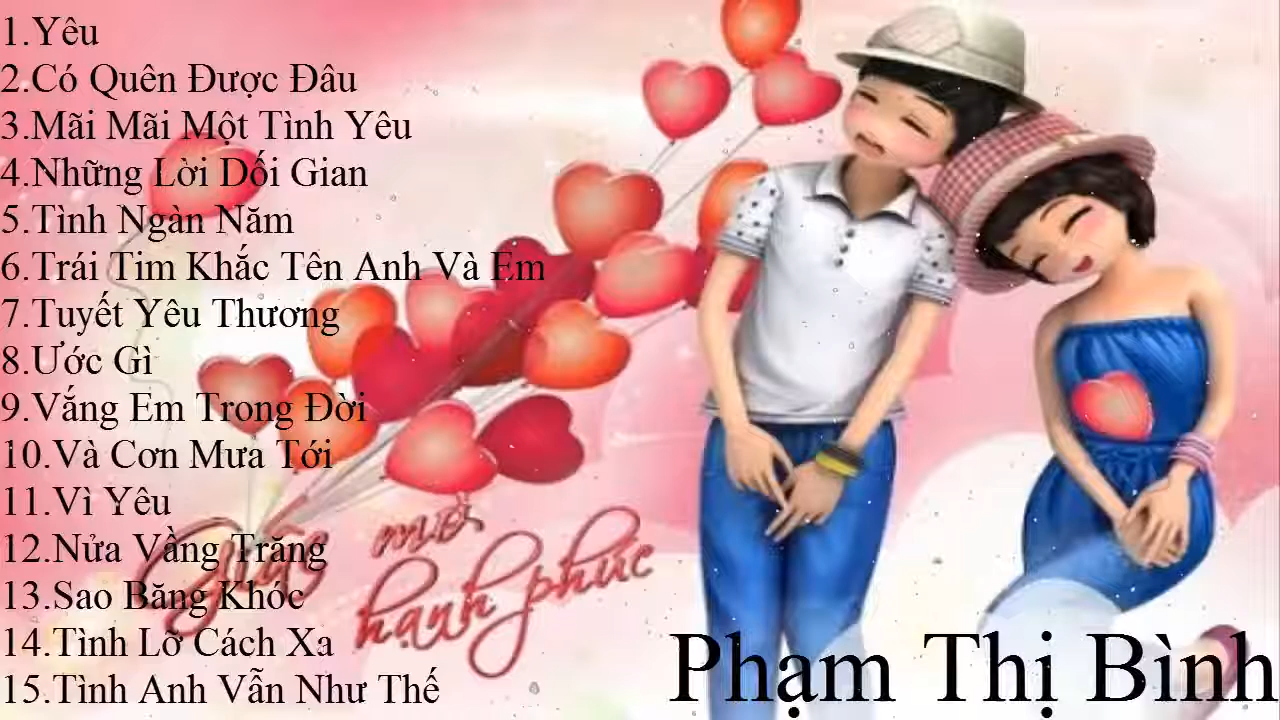 1.Yêu
2.Có Quên Được Đâu
3.Mãi Mãi Một Tình Yêu
4.Những Lời Dối Gian
5.Tình Ngàn Năm
6.Trái Tim Khắc Tên Anh Và Em
7.Tuyết Yêu Thương
8.Ước Gì
9.Vắng Em Trong Đời
10.Và Cơn Mưa Tới
11.Vì Yêu
12.Nửa Vầng Trăng
13.Sao Băng Khóc
14.Tình Lỡ Cách Xa
15.Tình Anh Vẫn Như Thế
mơ
hạnh phúc
Phạm Thị Bình